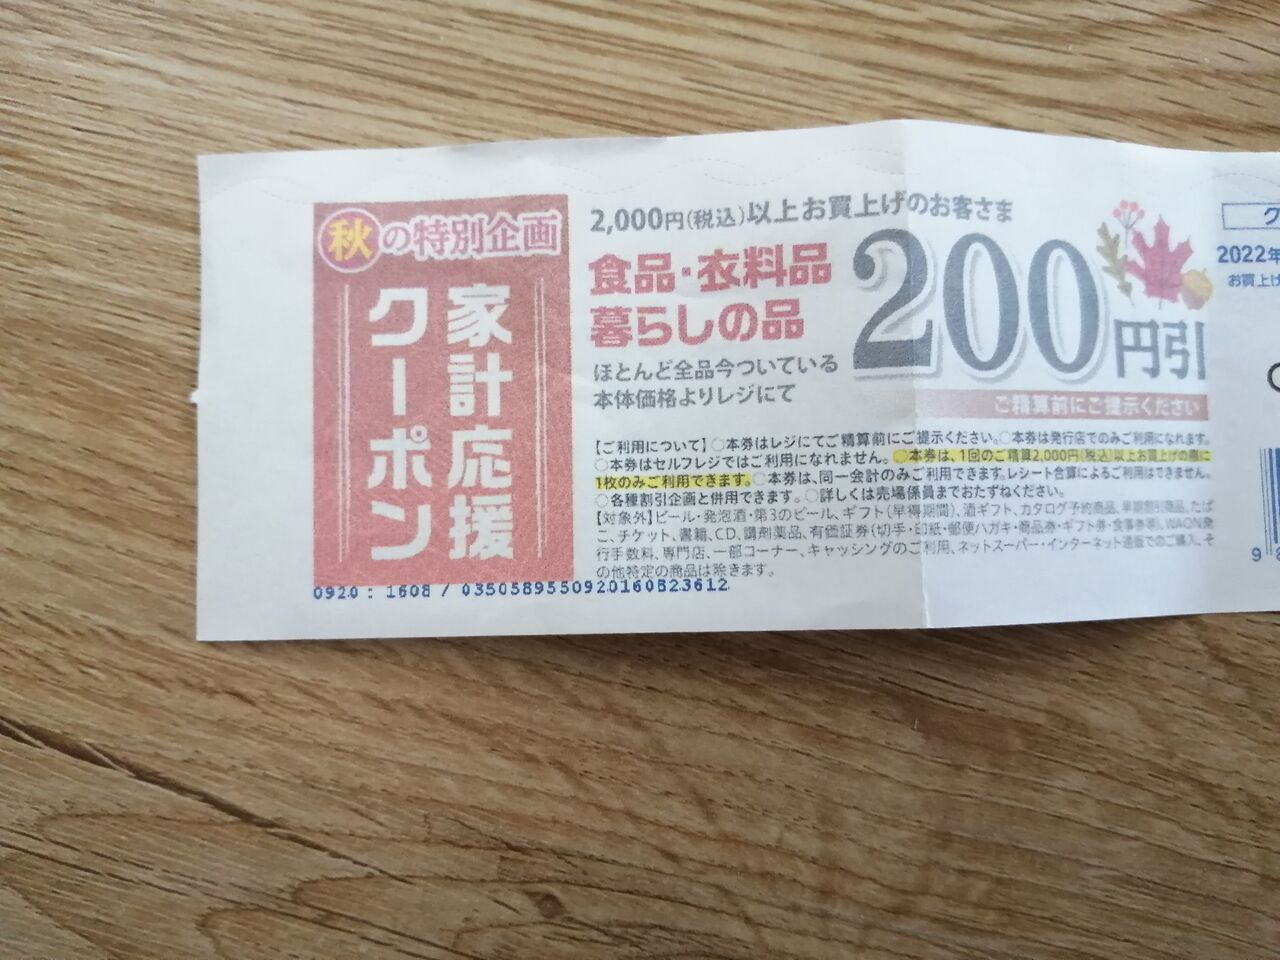 秋の特別企画
家計応援
クーポン
2,000円(税込)以上お買上げのお客さま
食品・衣料品
暮らしの品
200円引
ほとんど全品今ついている
本体価格よりレジにて
ご精算前にご提示ください
【ご利用について】○本券はレジにてご精算前にご提示ください。○本券は発行店でのみご利用になれます。
○本券はセルフレジではご利用になれません。○本券は、1回のご精算2,000円(税込)以上お買上げの際に
1枚のみご利用できます。○本券は、同一会計のみご利用できます。レシート合算によるご利用はできません。
○各種割引企画と併用できます。○詳しくは売場係員までおたずねください。
【対象外】ビール・発泡酒・第3のビール、ギフト(早得期間)、酒ギフト、カタログ予約商品、早期割引商品、たば
こ、チケット、書籍、CD、調剤薬品、有価証券(切手・印紙・郵便ハガキ・商品券・ギフト券・食事券等)、WAON発
行手数料、専門店、一部コーナー、キャッシングのご利用、ネットスーパー・インターネット通販でのご購入、そ
の他特定の商品は除きます。
0920 : 1608 / 0350589550920160823612
ク
2022年
お買上げ
9